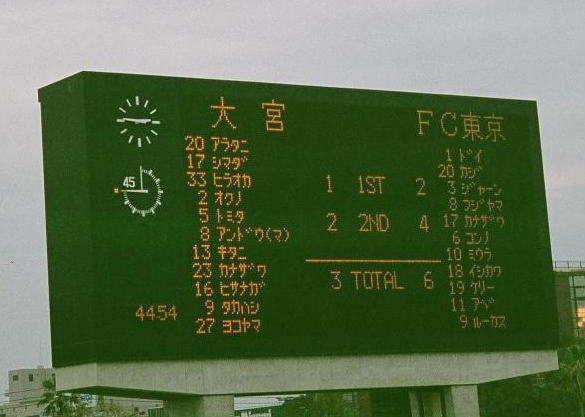 大宮 FC東京
20 アラタニ
17 シマダ
33 ヒラオカ
2 オクノ
5 トミタ
8 アンドウ(マ)
13 キタニ
23 カナザワ
16 ヒサナガ
9 タカハシ
27 ヨコヤマ
45
4454
1 1ST 2
2 2ND 4
3 TOTAL 6
1 ドイ
20 カジ
3 ジャーン
8 フジヤマ
17 カナザワ
6 コンノ
10 ミウラ
18 イシカワ
19 ケリー
11 アベ
9 ルーカス